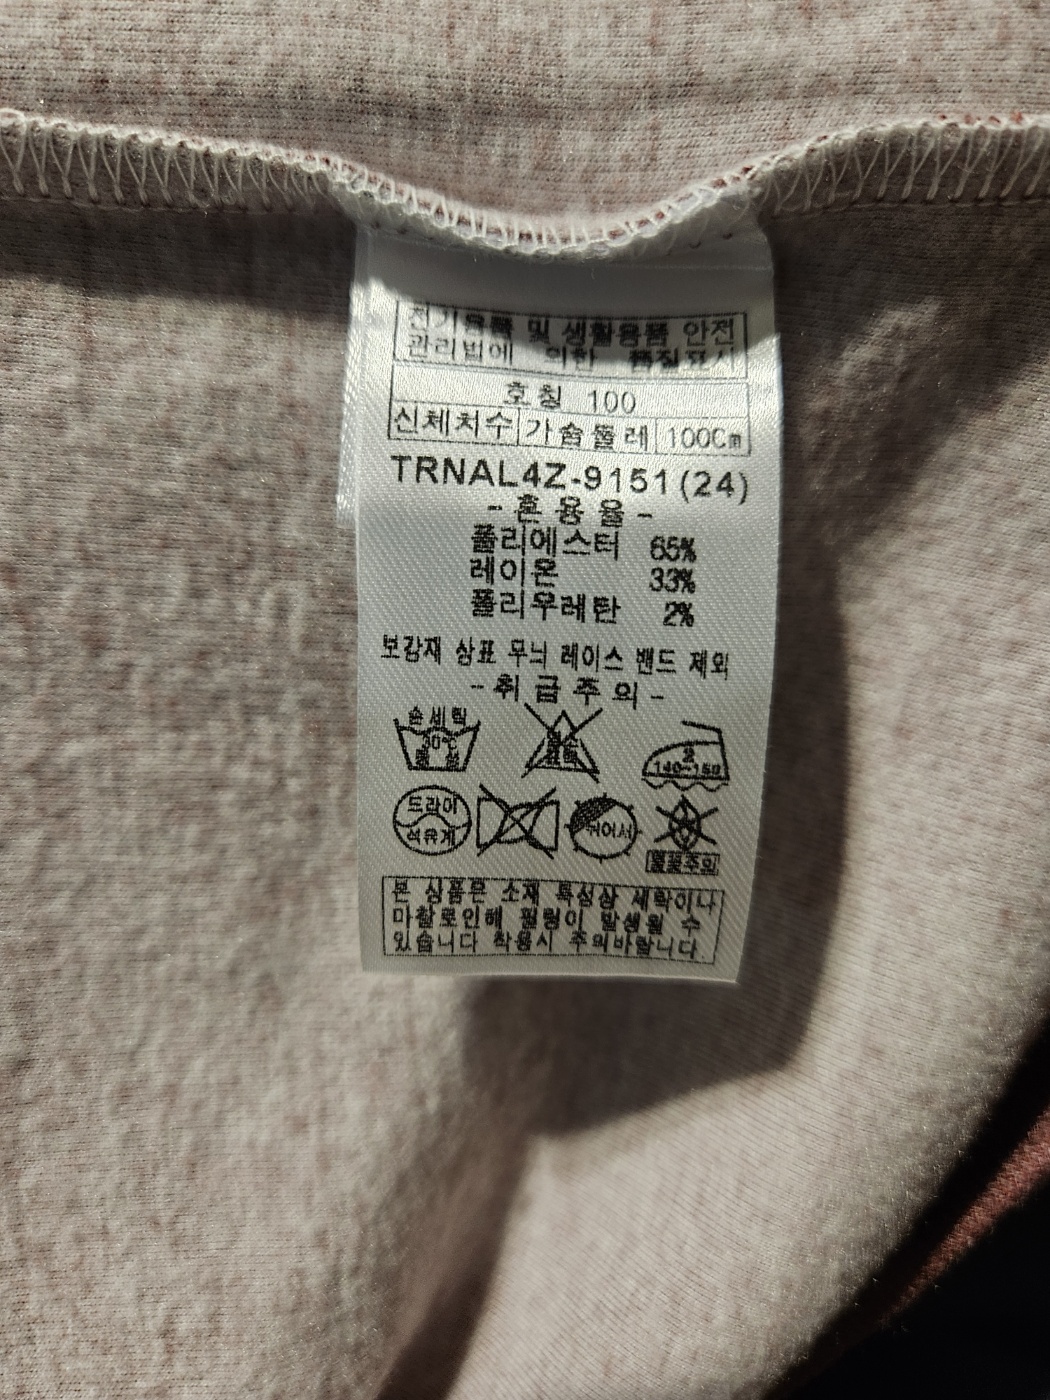 전기용품 및 생활용품 안전
관리법에 의한 품질표시
호칭 100
신체치수 가슴둘레 100Cm
TRNAL4Z-9151(24)
-혼용율-
폴리에스터 65%
레이온 33%
폴리우레탄 2%
보강재 상표 무늬 레이스 밴드 제외
-취급주의-
손세탁
30℃
중성
2
140~150
드라이
석유계
뉘어서
불꽃주의
본 상품은 소재 특성상 세탁이나
마찰로인해 필링이 발생될 수
있습니다 착용시 주의바랍니다.